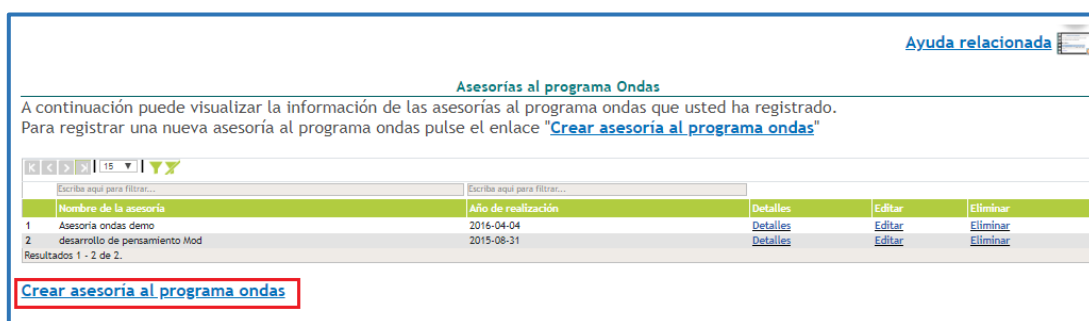 Ayuda relacionada
Asesorías al programa Ondas
A continuación puede visualizar la información de las asesorías al programa ondas que usted ha registrado.
Para registrar una nueva asesoría al programa ondas pulse el enlace "Crear asesoría al programa ondas"
15
Escriba aquí para filtrar... Escriba aquí para filtrar...
Nombre de la asesoría Año de realización Detalles Editar Eliminar
1 Asesoria ondas demo 2016-04-04 Detalles Editar Eliminar
2 desarrollo de pensamiento Mod 2015-08-31 Detalles Editar Eliminar
Resultados 1 - 2 de 2.
Crear asesoría al programa ondas